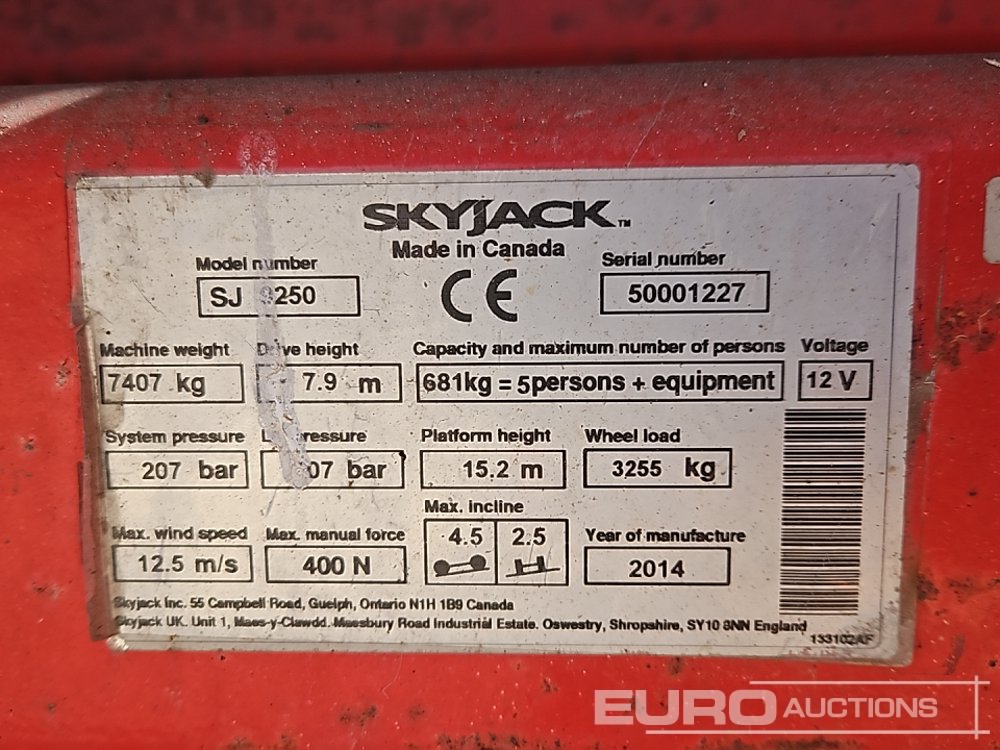 SKYJACK™
Made in Canada
Model number
SJ 9250
CE
Serial number
50001227
Machine weight
7407 kg
Drive height
7.9 m
Capacity and maximum number of persons
681kg = 5persons + equipment
Voltage
12 V
System pressure
207 bar
pressure
07 bar
Platform height
15.2 m
Wheel load
3255 kg
Max. wind speed
12.5 m/s
Max. manual force
400 N
Max. incline
4.5 2.5
Year of manufacture
2014
Skyjack Inc. 55 Campbell Road, Guelph, Ontario N1H 1B9 Canada
Skyjack UK. Unit 1, Maes-y-Clawdd. Maesbury Road Industrial Estate. Oswestry, Shropshire, SY10 8NN England
133102AF
EURO AUCTIONS